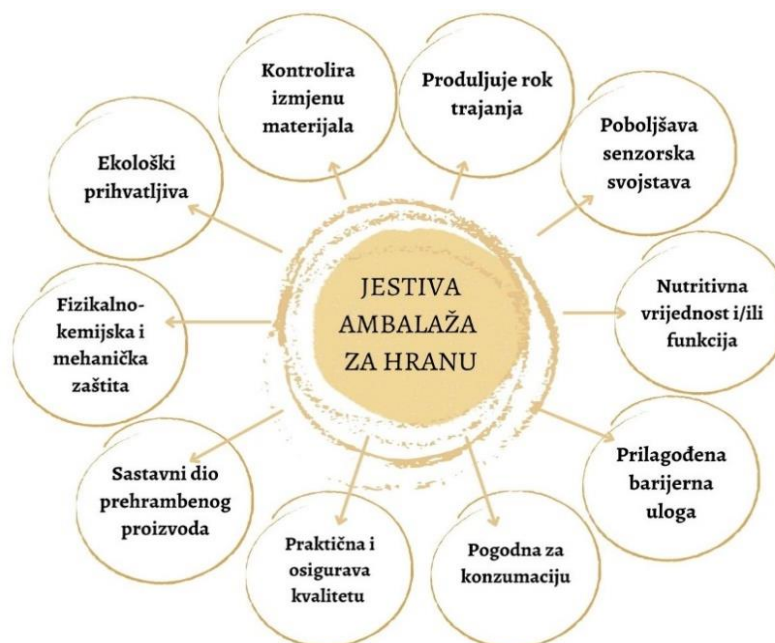 Kontrolira
izmjenu
materijala
Produljuje rok
trajanja
Poboljšava
senzorska
svojstava
Nutritivna
vrijednost i/ili
funkcija
Prilagođena
barijerna
uloga
Pogodna za
konzumaciju
Praktična i
osigurava
kvalitetu
Sastavni dio
prehrambenog
proizvoda
Fizikalno-
kemijska i
mehanička
zaštita
Ekološki
prihvatljiva
JESTIVA
AMBALAŽA
ZA HRANU